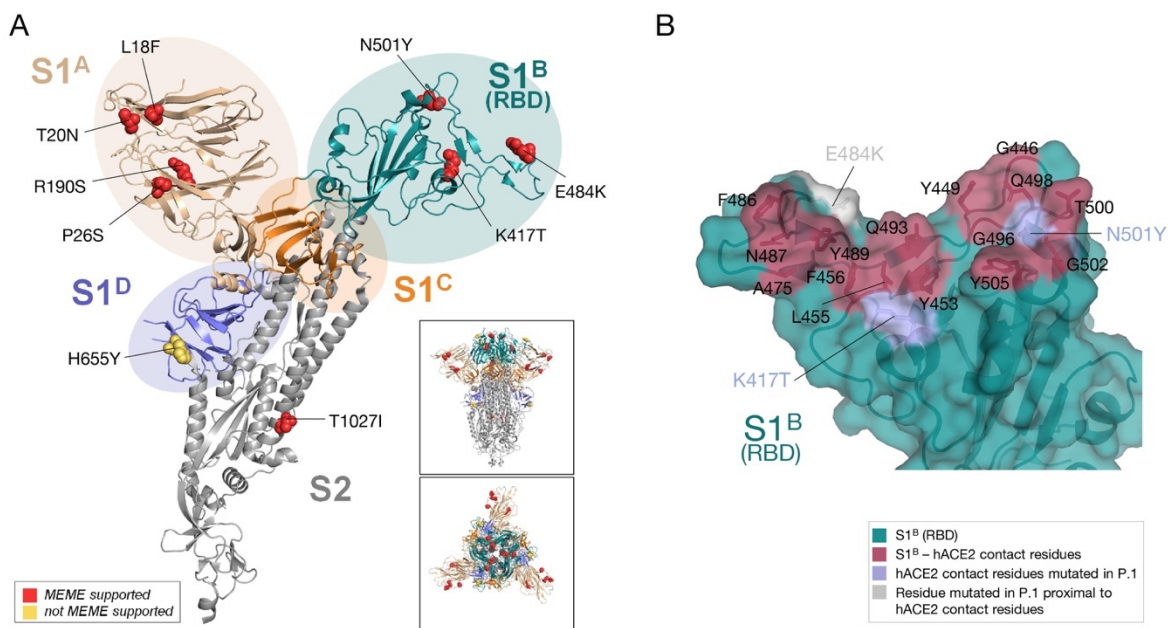 A
L18F
S1ᴬ
T20N
R190S
P26S
N501Y
S1ᴮ
(RBD)
E484K
K417T
S1ᶜ
S1ᴰ
H655Y
T1027I
S2
MEME supported
not MEME supported
B
E484K
G446
Y449
Q498
F486
T500
Q493
N501Y
G496
N487
Y489
G502
F456
A475
Y505
L455
Y453
K417T
S1ᴮ
(RBD)
S1ᴮ (RBD)
S1ᴮ – hACE2 contact residues
hACE2 contact residues mutated in P.1
Residue mutated in P.1 proximal to
hACE2 contact residues